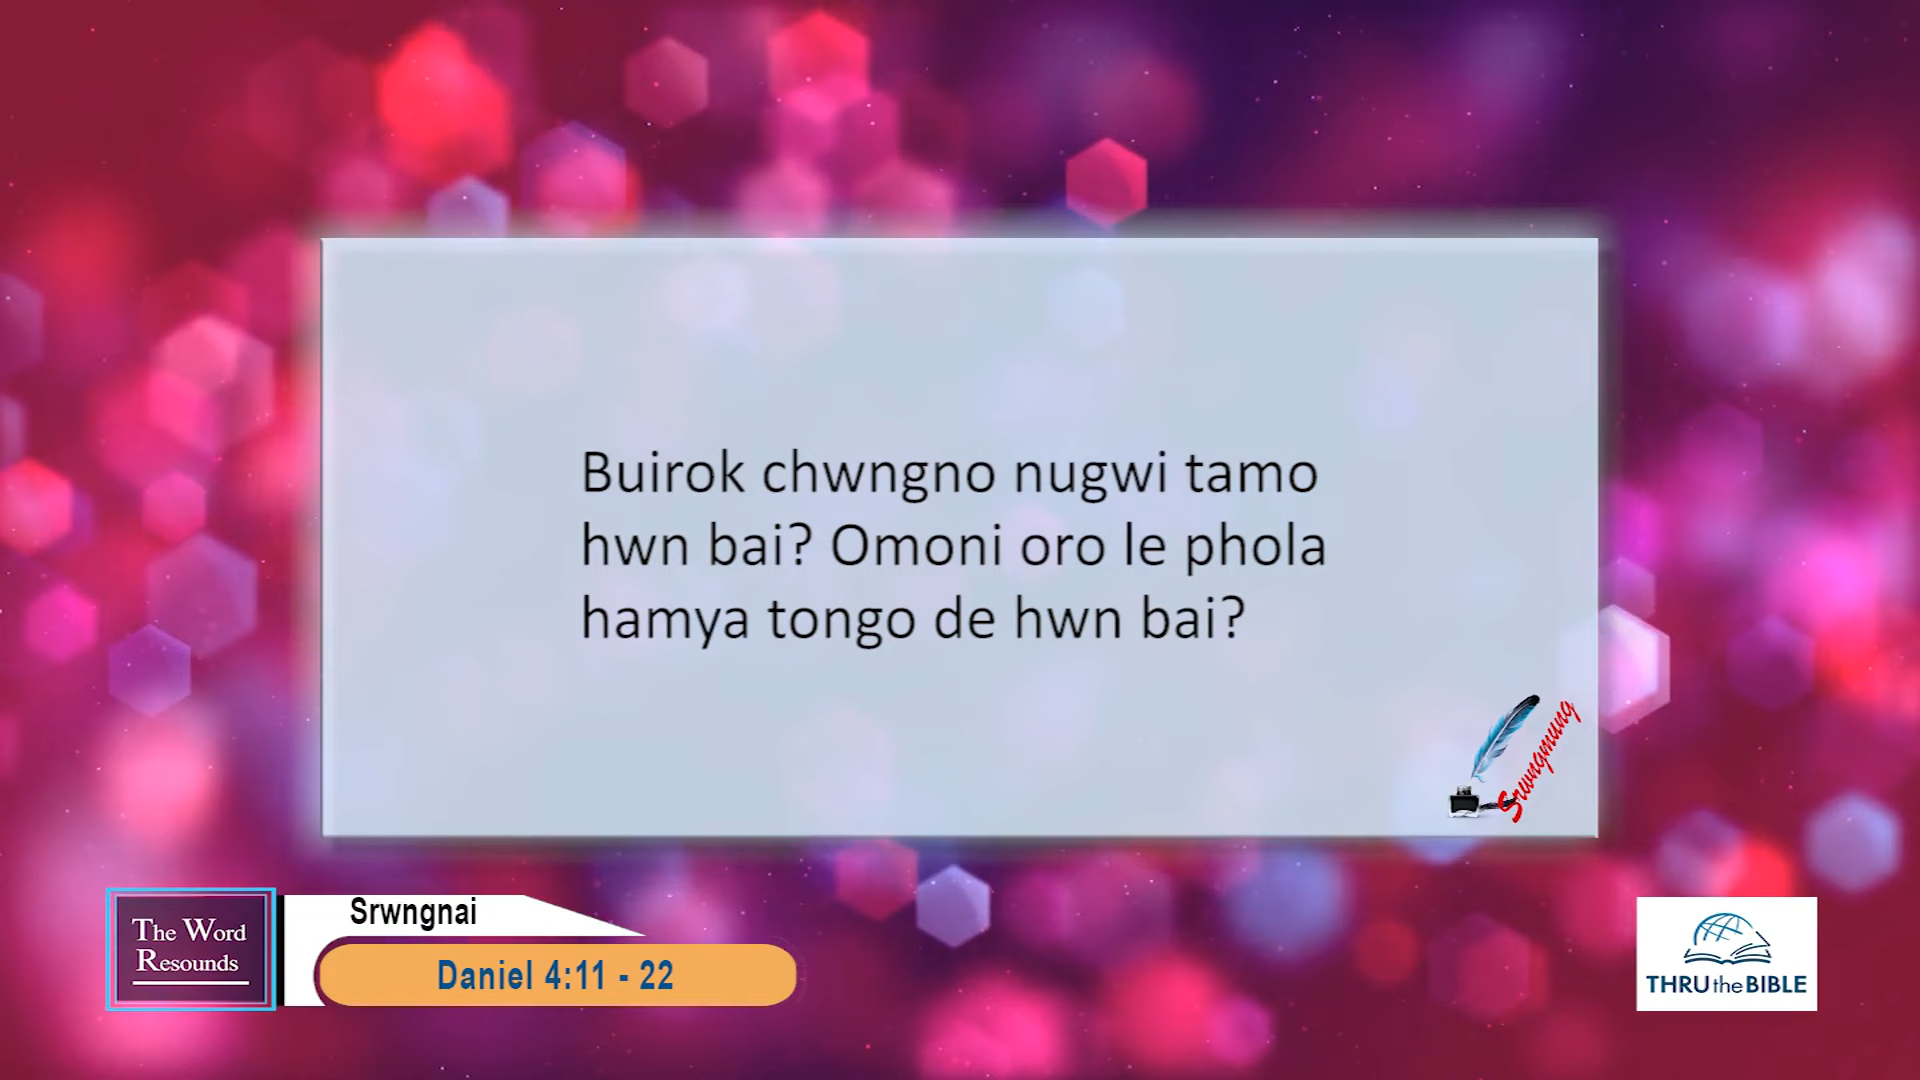 Buirok chwngno nugwi tamo
hwn bai? Omoni oro le phola
hamya tongo de hwn bai?
Srwngmung
The Word
Resounds
Srwngnai
Daniel 4:11 - 22
THRU the BIBLE